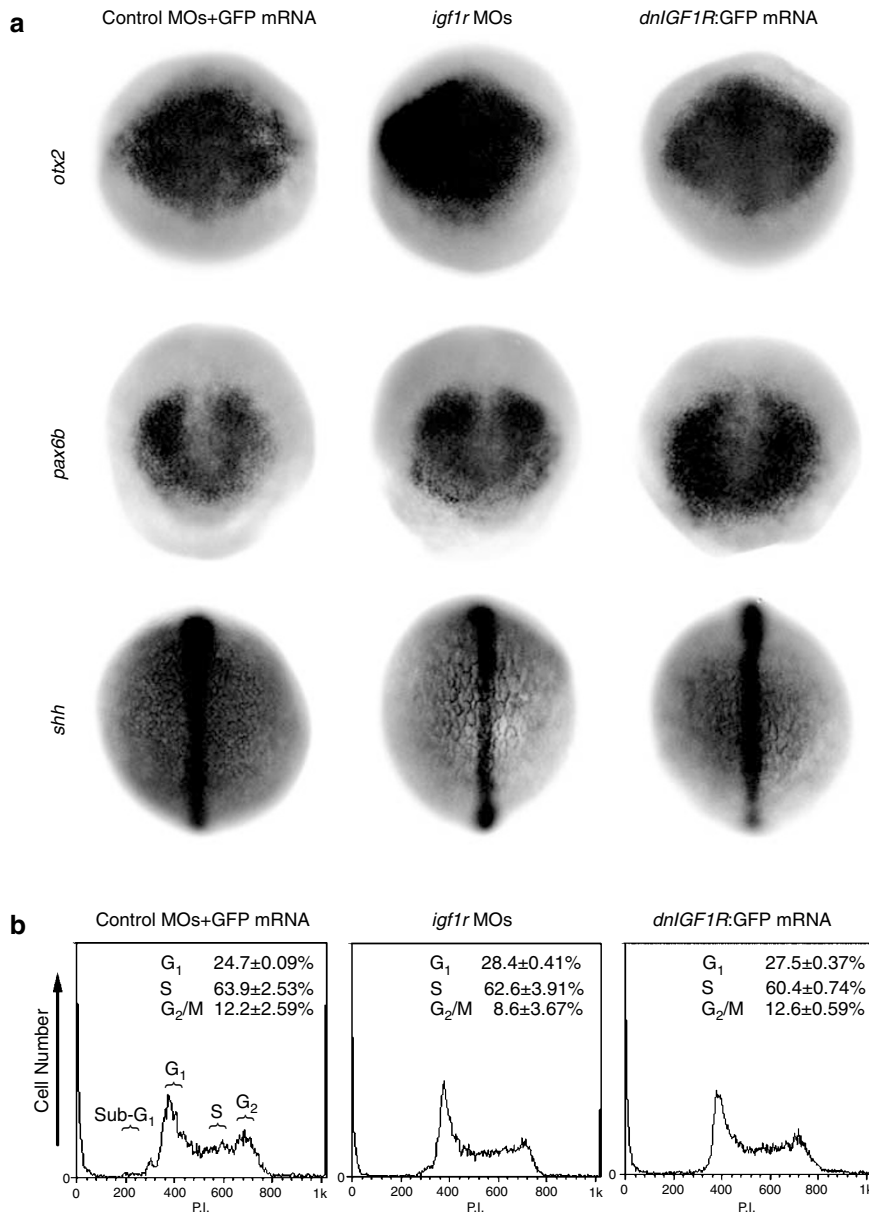 a
Control MOs+GFP mRNA igf1r MOs dnIGF1R:GFP mRNA
otx2
pax6b
shh
b
Control MOs+GFP mRNA igf1r MOs dnIGF1R:GFP mRNA
Cell Number
G1 24.7±0.09%
S 63.9±2.53%
G2/M 12.2±2.59%
Sub-G1 G1 S G2
0
0 200 400 600 800 1k
P.I.
G1 28.4±0.41%
S 62.6±3.91%
G2/M 8.6±3.67%
0
0 200 400 600 800 1k
P.I.
G1 27.5±0.37%
S 60.4±0.74%
G2/M 12.6±0.59%
0
0 200 400 600 800 1k
P.I.